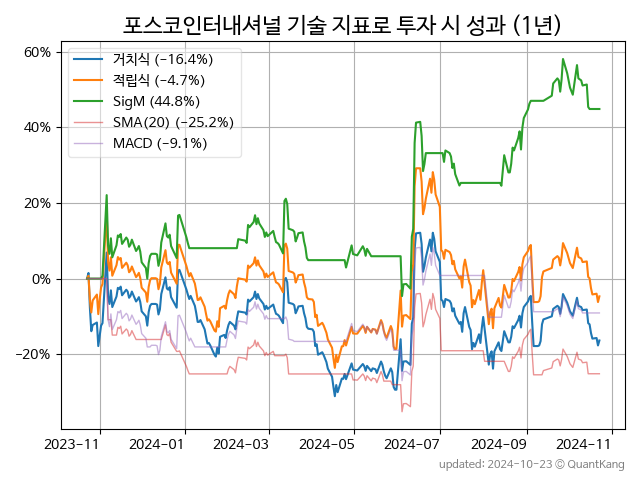 포스코인터내셔널 기술 지표로 투자 시 성과 (1년)
거치식 (−16.4%)
적립식 (−4.7%)
SigM (44.8%)
SMA(20) (−25.2%)
MACD (−9.1%)
60%
40%
20%
0%
−20%
2023-11 2024-01 2024-03 2024-05 2024-07 2024-09 2024-11
updated: 2024-10-23 ⓒ QuantKang